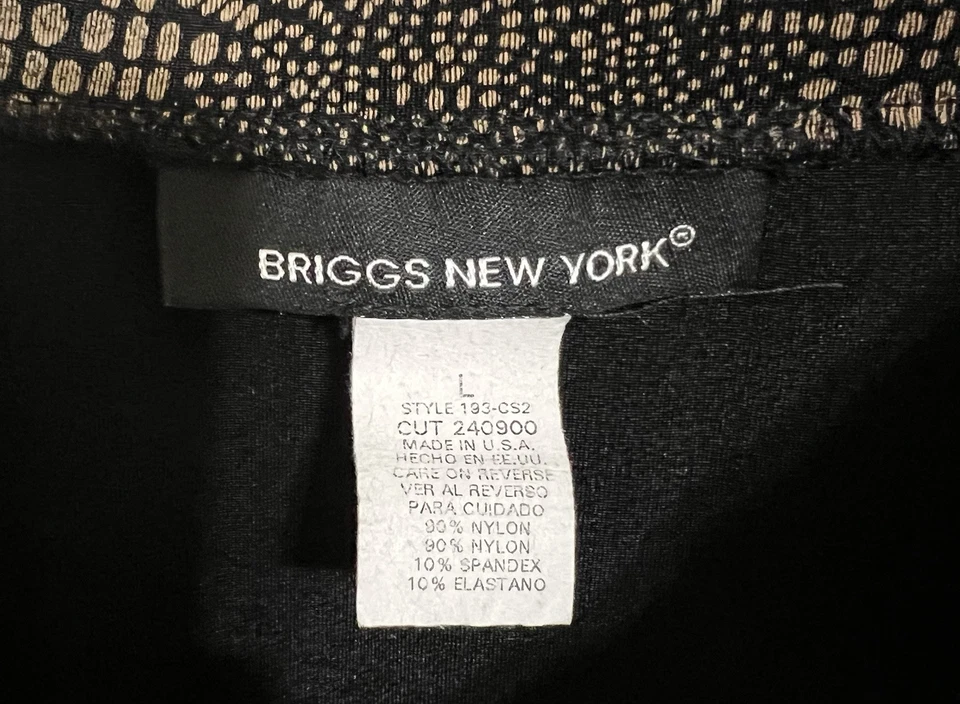 BRIGGS NEW YORK®
L
STYLE 193-CS2
CUT 240900
MADE IN U.S.A.
HECHO EN EE.UU.
CARE ON REVERSE
VER AL REVERSO
PARA CUIDADO
90% NYLON
90% NYLON
10% SPANDEX
10% ELASTANO